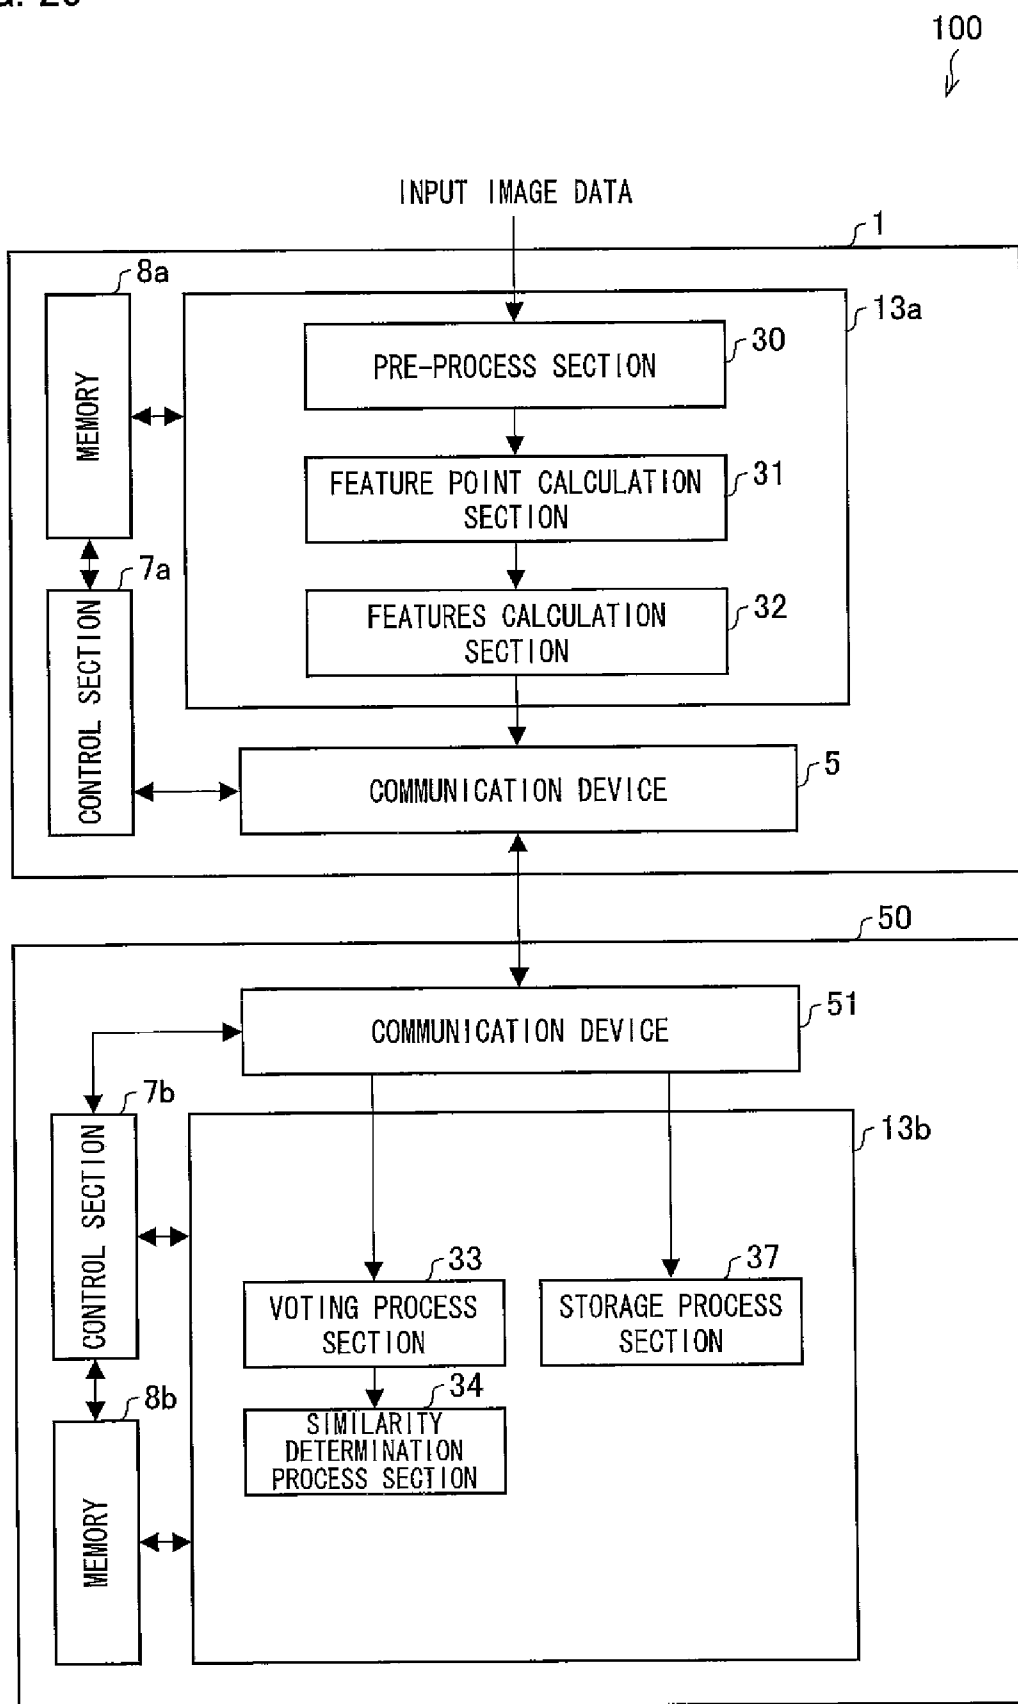 100
INPUT IMAGE DATA
1
8a
13a
MEMORY
30
PRE-PROCESS SECTION
31
FEATURE POINT CALCULATION
SECTION
7a
32
FEATURES CALCULATION
SECTION
CONTROL SECTION
5
COMMUNICATION DEVICE
50
51
COMMUNICATION DEVICE
7b
13b
CONTROL SECTION
33
VOTING PROCESS
SECTION
37
STORAGE PROCESS
SECTION
8b
34
SIMILARITY
DETERMINATION
PROCESS SECTION
MEMORY